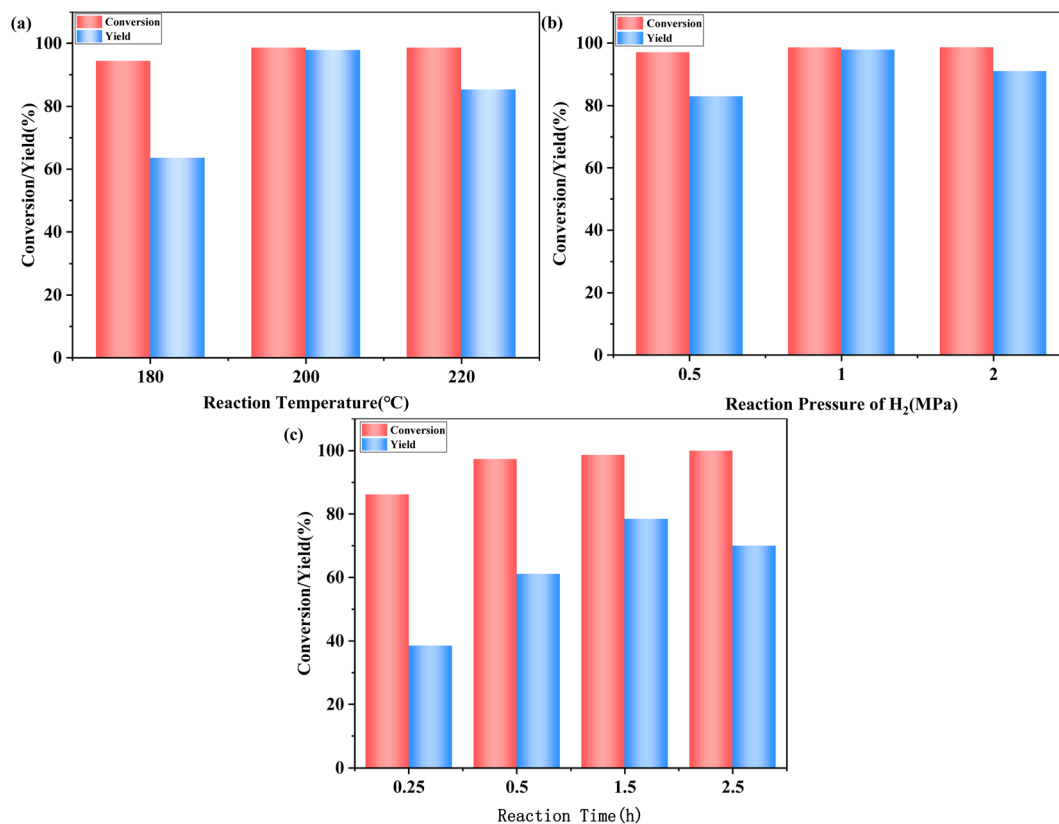 (a)
Conversion
Yield
Conversion/Yield(%)
100
80
60
40
20
0
180
200
220
Reaction Temperature(°C)
(b)
Conversion
Yield
Conversion/Yield(%)
100
80
60
40
20
0
0.5
1
2
Reaction Pressure of H₂(MPa)
(c)
Conversion
Yield
Conversion/Yield(%)
100
80
60
40
20
0
0.25
0.5
1.5
2.5
Reaction Time(h)